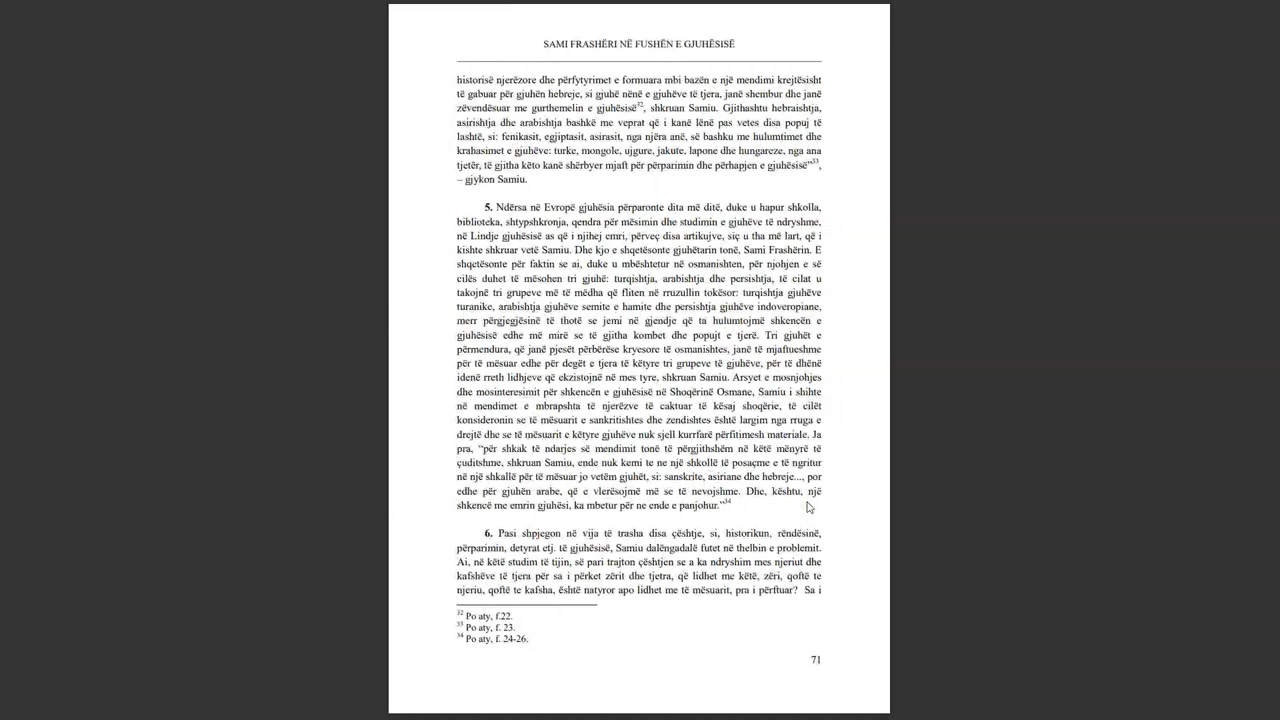 SAMI FRASHËRI NË FUSHËN E GJUHËSISË
historisë njerëzore dhe përfytyrimet e formuara mbi bazën e një mendimi krejtësisht
të gabuar për gjuhën hebreje, si gjuhë nënë e gjuhëve të tjera, janë shembur dhe janë
zëvendësuar me gurthemelin e gjuhësisë32, shkruan Samiu. Gjithashtu hebraishtja,
asirishtja dhe arabishtja bashkë me veprat që i kanë lënë pas vetes disa popuj të
lashtë, si: fenikasit, egjiptasit, asirasit, nga njëra anë, së bashku me hulumtimet dhe
krahasimet e gjuhëve: turke, mongole, ujgure, jakute, lapone dhe hungareze, nga ana
tjetër, të gjitha këto kanë shërbyer mjaft për përparimin dhe përhapjen e gjuhësisë”33,
– gjykon Samiu.
5. Ndërsa në Evropë gjuhësia përparonte dita më ditë, duke u hapur shkolla,
biblioteka, shtypshkronja, qendra për mësimin dhe studimin e gjuhëve të ndryshme,
në Lindje gjuhësisë as që i njihej emri, përveç disa artikujve, siç u tha më lart, që i
kishte shkruar vetë Samiu. Dhe kjo e shqetësonte gjuhëtarin tonë, Sami Frashërin. E
shqetësonte për faktin se ai, duke u mbështetur në osmanishten, për njohjen e së
cilës duhet të mësohen tri gjuhë: turqishtja, arabishtja dhe persishtja, të cilat u
takojnë tri grupeve më të mëdha që fliten në rruzullin tokësor: turqishtja gjuhëve
turanike, arabishtja gjuhëve semite e hamite dhe persishtja gjuhëve indoveropiane,
merr përgjegjësinë të thotë se jemi në gjendje që ta hulumtojmë shkencën e
gjuhësisë edhe më mirë se të gjitha kombet dhe popujt e tjerë. Tri gjuhët e
përmendura, që janë pjesët përbërëse kryesore të osmanishtes, janë të mjaftueshme
për të mësuar edhe për degët e tjera të këtyre tri grupeve të gjuhëve, për të dhënë
idenë rreth lidhjeve që ekzistojnë në mes tyre, shkruan Samiu. Arsyet e mosnjohjes
dhe mosinteresimit për shkencën e gjuhësisë në Shoqërinë Osmane, Samiu i shihte
në mendimet e mbrapshta të njerëzve të caktuar të kësaj shoqërie, të cilët
konsideronin se të mësuarit e sankritishtes dhe zendishtes është largim nga rruga e
drejtë dhe se të mësuarit e këtyre gjuhëve nuk sjell kurrfarë përfitimesh materiale. Ja
pra, “për shkak të ndarjes së mendimit tonë të përgjithshëm në këtë mënyrë të
çuditshme, shkruan Samiu, ende nuk kemi te ne një shkollë të posaçme e të ngritur
në një shkallë për të mësuar jo vetëm gjuhët, si: sanskrite, asiriane dhe hebreje..., por
edhe për gjuhën arabe, që e vlerësojmë më se të nevojshme. Dhe, kështu, një
shkencë me emrin gjuhësi, ka mbetur për ne ende e panjohur.”34
6. Pasi shpjegon në vija të trasha disa çështje, si, historikun, rëndësinë,
përparimin, detyrat etj. të gjuhësisë, Samiu dalëngadalë futet në thelbin e problemit.
Ai, në këtë studim të tijin, së pari trajton çështjen se a ka ndryshim mes njeriut dhe
kafshëve të tjera për sa i përket zërit dhe tjetra, që lidhet me këtë, zëri, qoftë te
njeriu, qoftë te kafsha, është natyror apo lidhet me të mësuarit, pra i përftuar? Sa i
32 Po aty, f.22.
33 Po aty, f. 23.
34 Po aty, f. 24-26.
71